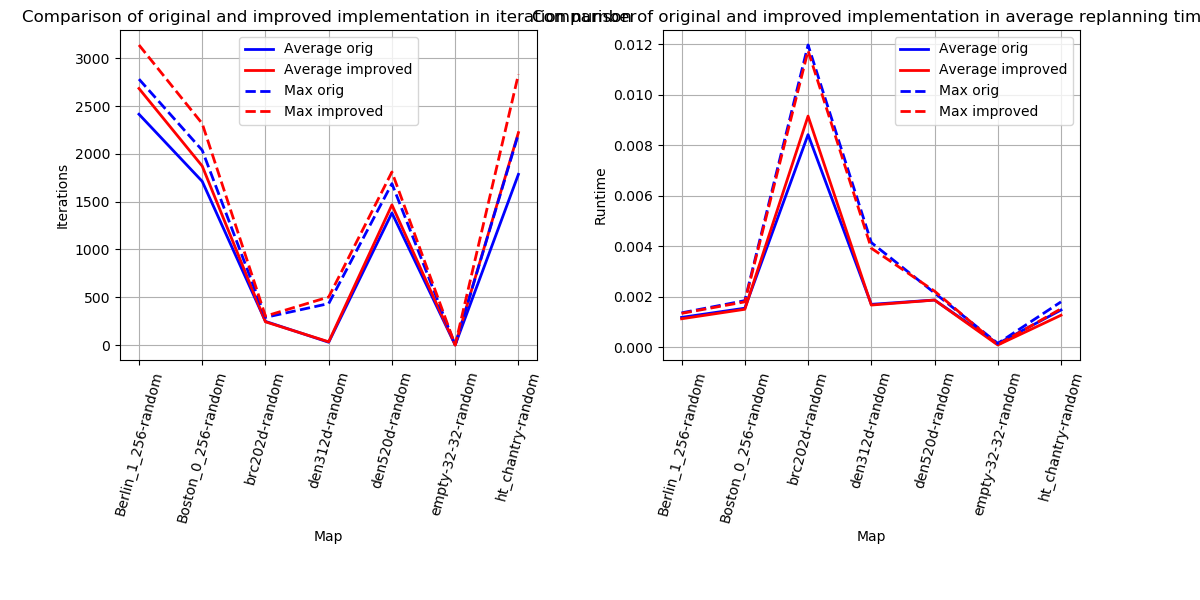 Comparison of original and improved implementation in iteration number
Comparison of original and improved implementation in average replanning tim
Average orig
Average improved
Max orig
Max improved
3000
2500
2000
1500
1000
500
0
Iterations
Berlin_1_256-random
Boston_0_256-random
brc202d-random
den312d-random
den520d-random
empty-32-32-random
ht_chantry-random
Map
Average orig
Average improved
Max orig
Max improved
0.012
0.010
0.008
0.006
0.004
0.002
0.000
Runtime
Berlin_1_256-random
Boston_0_256-random
brc202d-random
den312d-random
den520d-random
empty-32-32-random
ht_chantry-random
Map